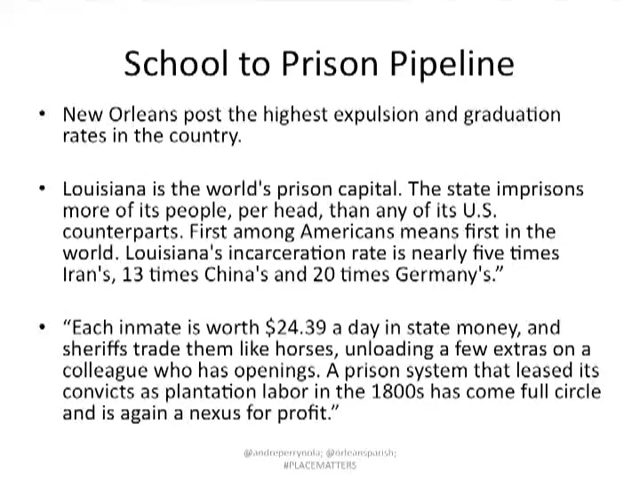 School to Prison Pipeline
• New Orleans post the highest expulsion and graduation
rates in the country.
• Louisiana is the world's prison capital. The state imprisons
more of its people, per head, than any of its U.S.
counterparts. First among Americans means first in the
world. Louisiana's incarceration rate is nearly five times
Iran's, 13 times China's and 20 times Germany's.”
• “Each inmate is worth $24.39 a day in state money, and
sheriffs trade them like horses, unloading a few extras on a
colleague who has openings. A prison system that leased its
convicts as plantation labor in the 1800s has come full circle
and is again a nexus for profit.”
@andreperrynola; @orleansparish;
#PLACEMATTERS